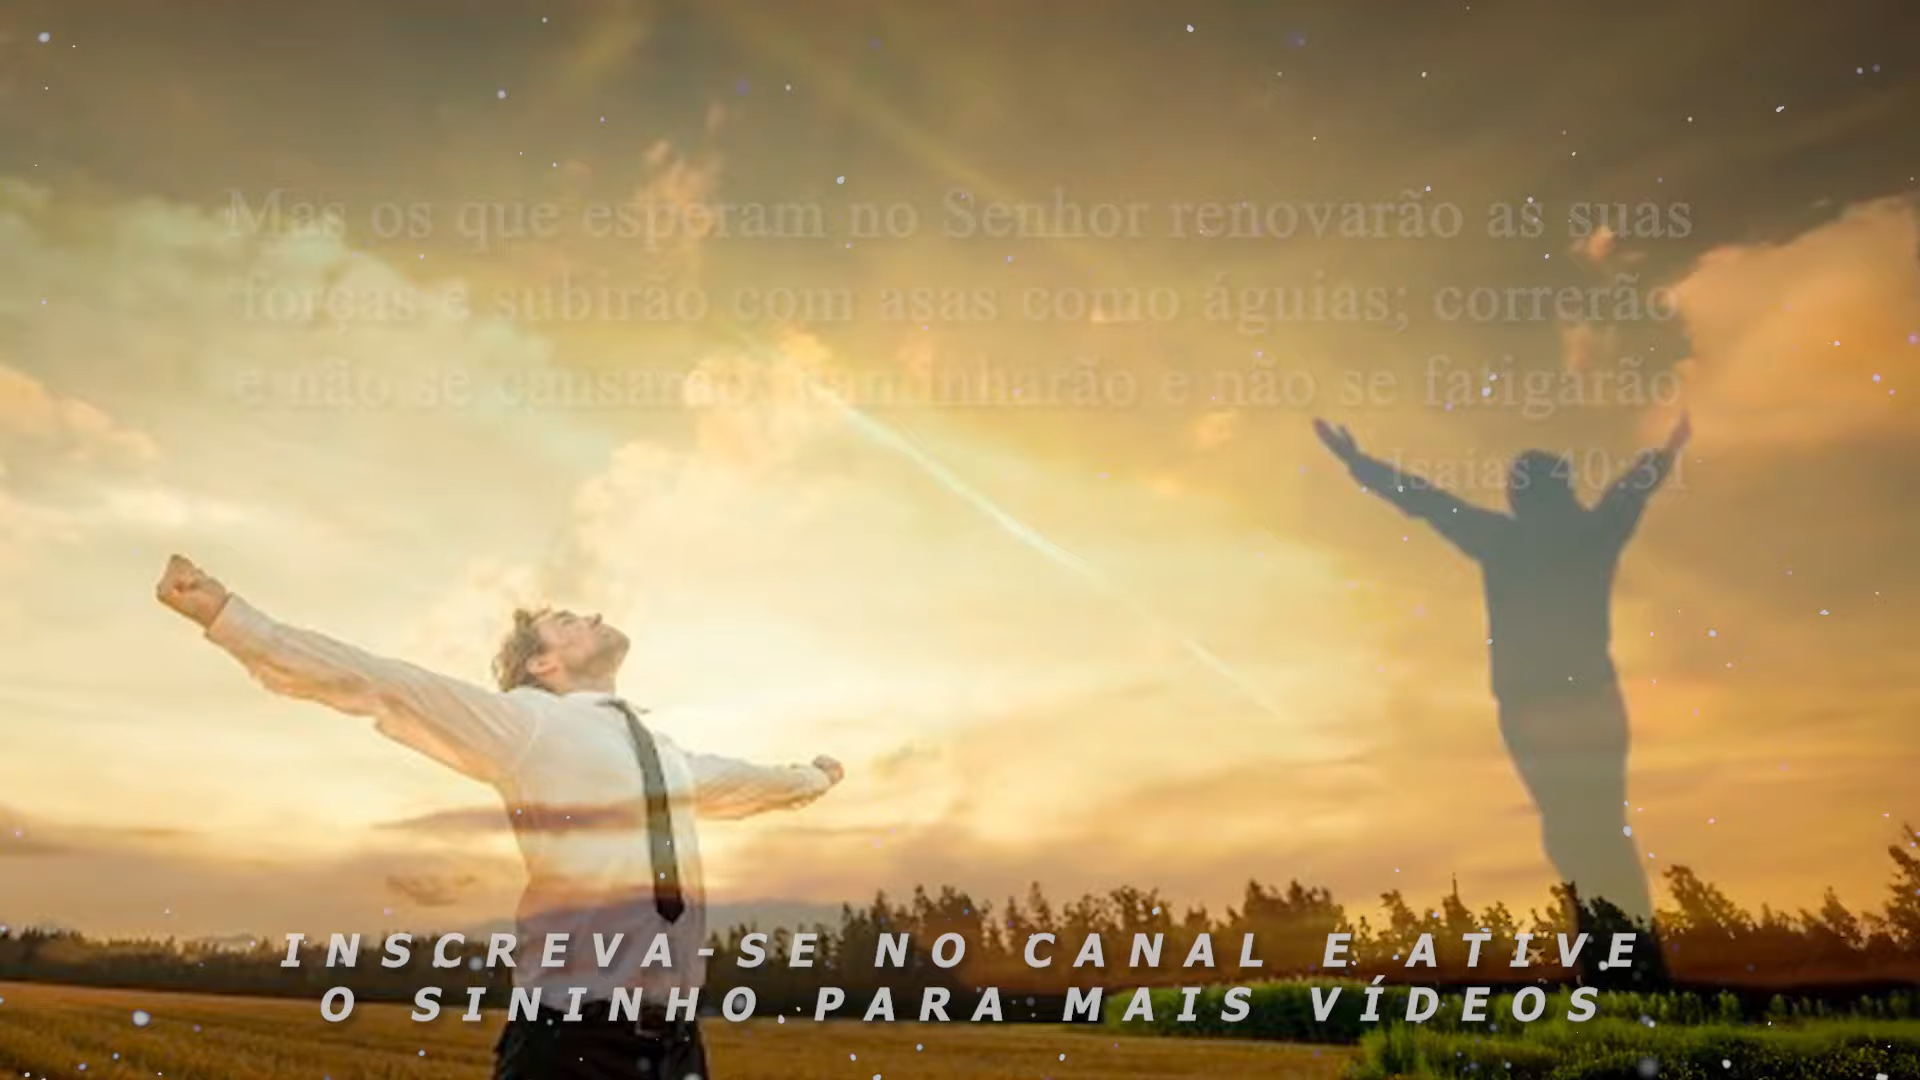 Mas os que esperam no Senhor renovarão as suas
forças e subirão com asas como águias; correrão
e não se cansarão, caminharão e não se fatigarão
Isaías 40:31
INSCREVA-SE NO CANAL E ATIVE
O SININHO PARA MAIS VÍDEOS